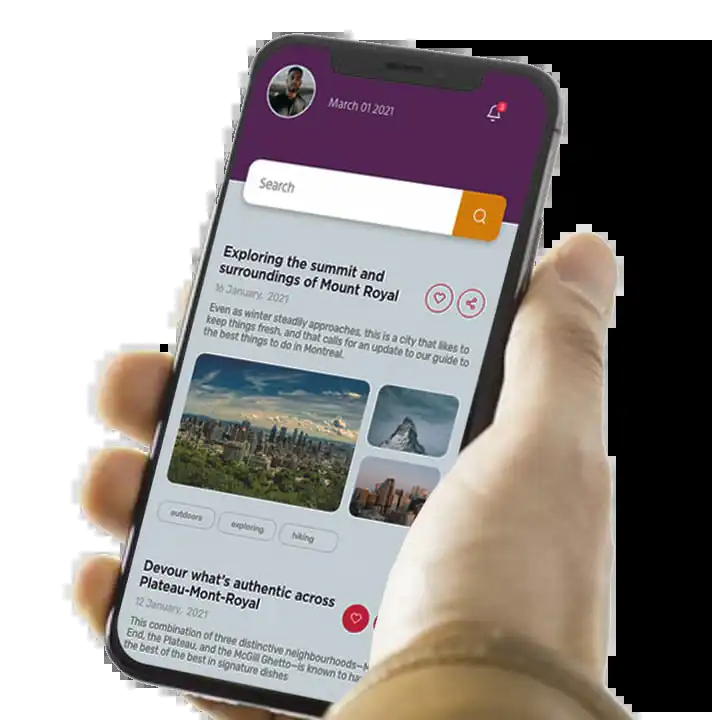 March 01 2021
3
Search
Exploring the summit and
surroundings of Mount Royal
16 January, 2021
Even as winter steadily approaches, this is a city that likes to
keep things fresh, and that calls for an update to our guide to
the best things to do in Montreal.
outdoors exploring hiking
Devour what's authentic across
Plateau-Mont-Royal
12 January, 2021
This combination of three distinctive neighbourhoods—M
End, the Plateau, and the McGill Ghetto—is known to ha
the best of the best in signature dishes